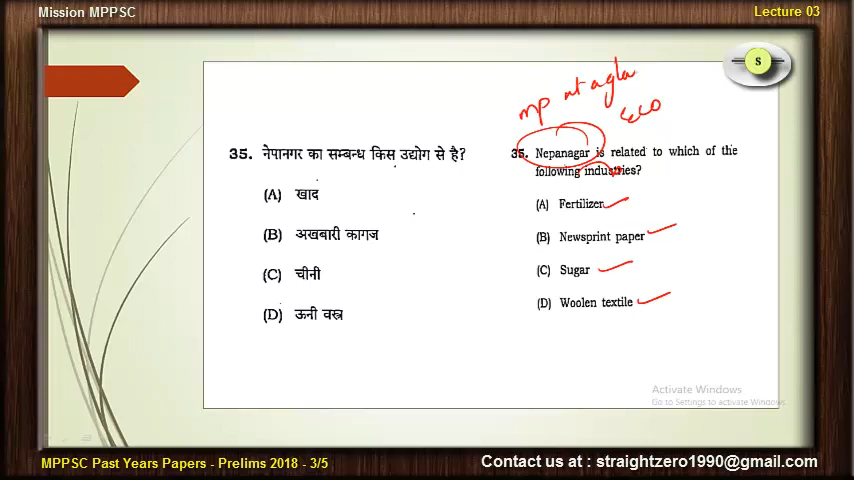 Mission MPPSC
Lecture 03
S
mp
eco
35. नेपानगर का सम्बन्ध किस उद्योग से है?
(A) खाद
(B) अखबारी कागज
(C) चीनी
(D) ऊनी वस्त्र
35. Nepanagar is related to which of the
following industries?
(A) Fertilizer
(B) Newsprint paper
(C) Sugar
(D) Woolen textile
Activate Windows
Go to Settings to activate Windows.
MPPSC Past Years Papers - Prelims 2018 - 3/5
Contact us at : straightzero1990@gmail.com